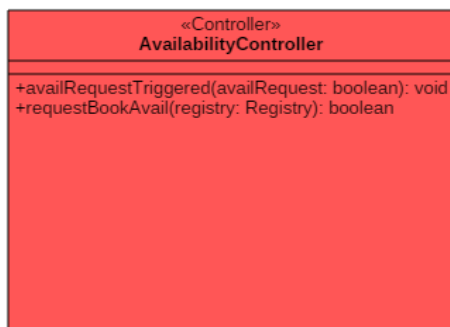 «Controller»
AvailabilityController
+availRequestTriggered(availRequest: boolean): void
+requestBookAvail(registry: Registry): boolean